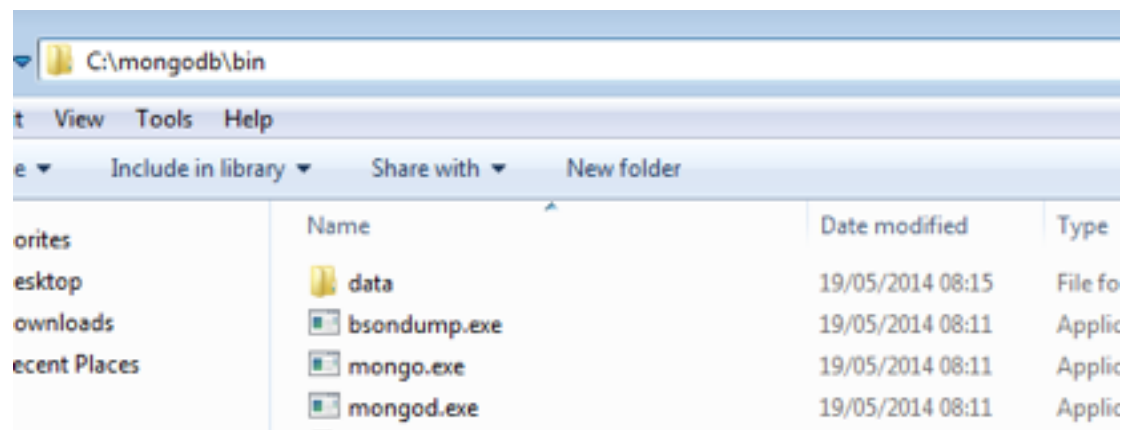 C:\mongodb\bin
t View Tools Help
e Include in library Share with New folder
Name Date modified Type
orites
esktop data 19/05/2014 08:15 File fo
ownloads bsondump.exe 19/05/2014 08:11 Applic
ecent Places mongo.exe 19/05/2014 08:11 Applic
mongod.exe 19/05/2014 08:11 Applic